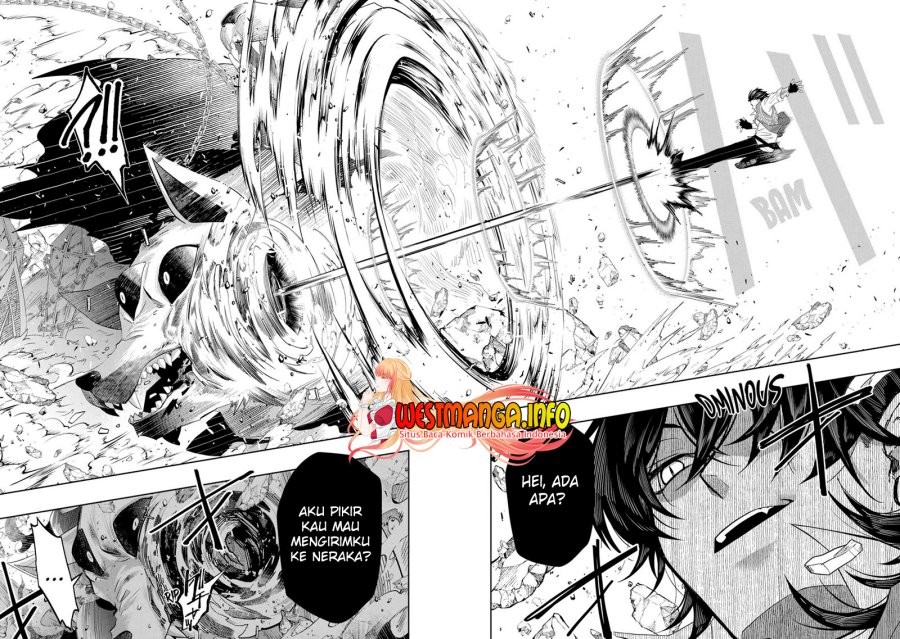 BAM
WESTMANGA.INFO
Situs Baca Komik Berbahasa Indonesia
OMINOUS
HEI, ADA
APA?
AKU PIKIR
KAU MAU
MENGIRIMKU
KE NERAKA?
...